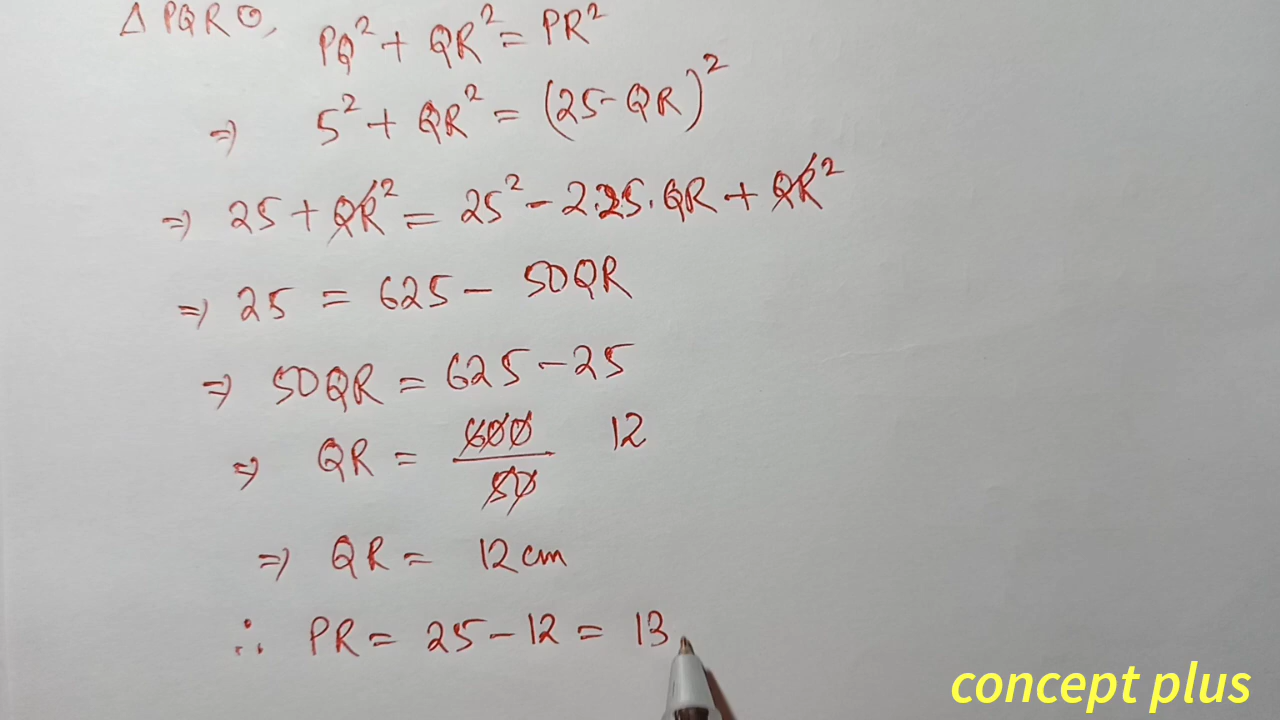 Δ PQR ଠ,
PQ² + QR² = PR²
⇒ 5² + QR² = (25-QR)²
⇒ 25 + QR² = 25² - 2.25.QR + QR²
⇒ 25 = 625 - 50QR
⇒ 50QR = 625 - 25
⇒ QR = 600/50 12
⇒ QR = 12cm
∴ PR = 25 - 12 = 13
concept plus